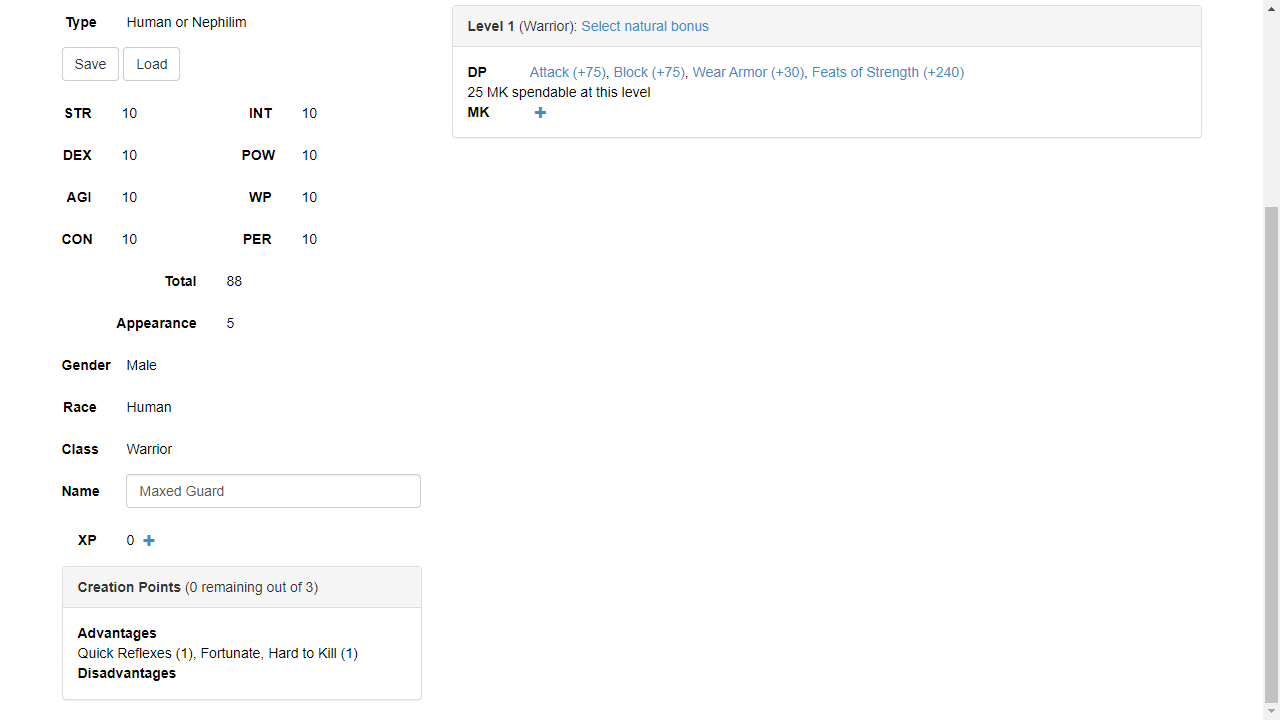 Type Human or Nephilim
Save Load
STR 10 INT 10
DEX 10 POW 10
AGI 10 WP 10
CON 10 PER 10
Total 88
Appearance 5
Gender Male
Race Human
Class Warrior
Name Maxed Guard
XP 0 +
Creation Points (0 remaining out of 3)
Advantages
Quick Reflexes (1), Fortunate, Hard to Kill (1)
Disadvantages
Level 1 (Warrior): Select natural bonus
DP Attack (+75), Block (+75), Wear Armor (+30), Feats of Strength (+240)
25 MK spendable at this level
MK +